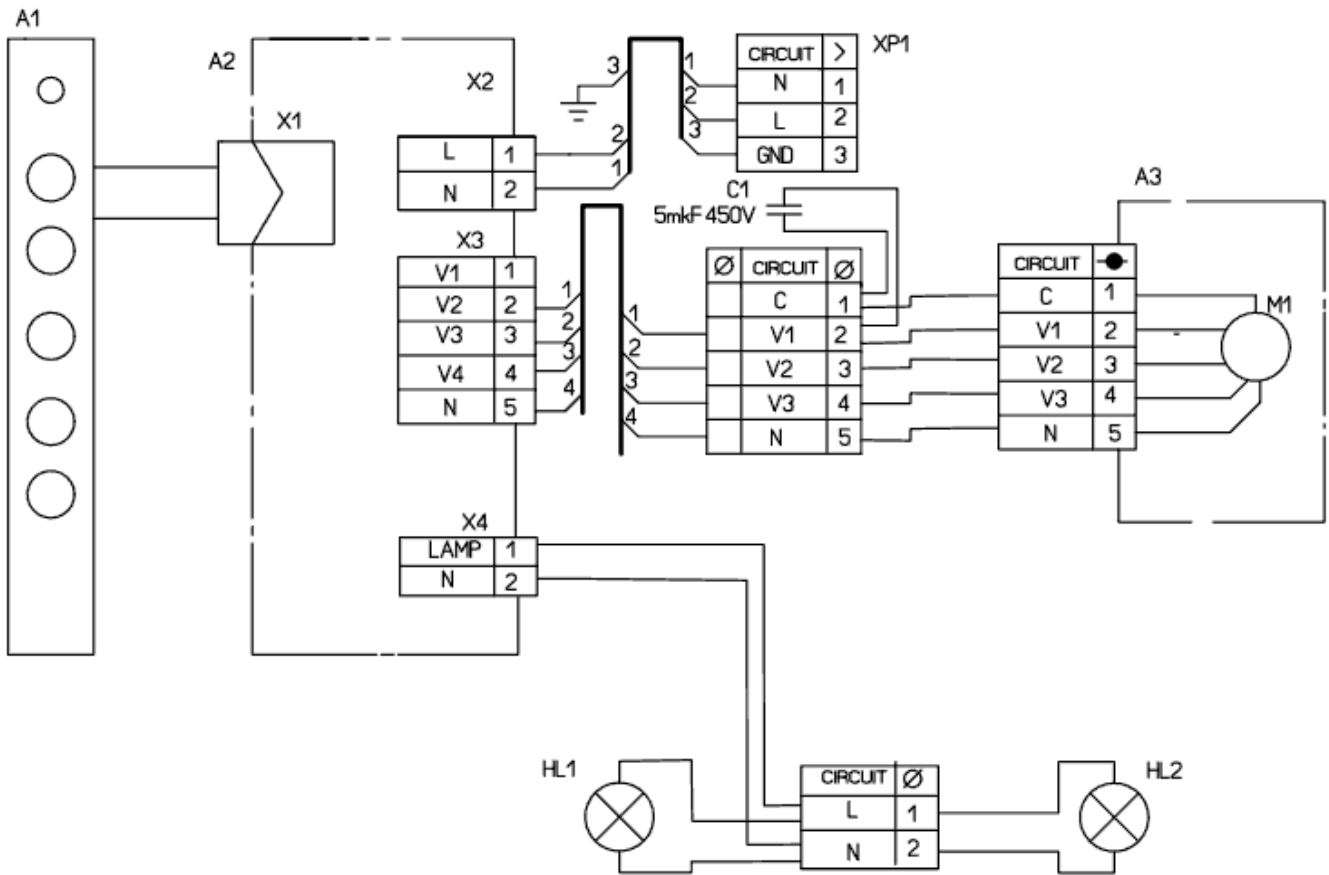 A1
A2
X1
X2
L 1
N 2
3
2
1
1
2
3
CIRCUIT >
N 1
L 2
GND 3
XP1
X3
V1 1
V2 2
V3 3
V4 4
N 5
1
2
3
4
1
2
3
4
C1
5mkF 450V
Ø CIRCUIT Ø
C 1
V1 2
V2 3
V3 4
N 5
A3
CIRCUIT
C 1
V1 2
V2 3
V3 4
N 5
M1
X4
LAMP 1
N 2
HL1
CIRCUIT Ø
L 1
N 2
HL2